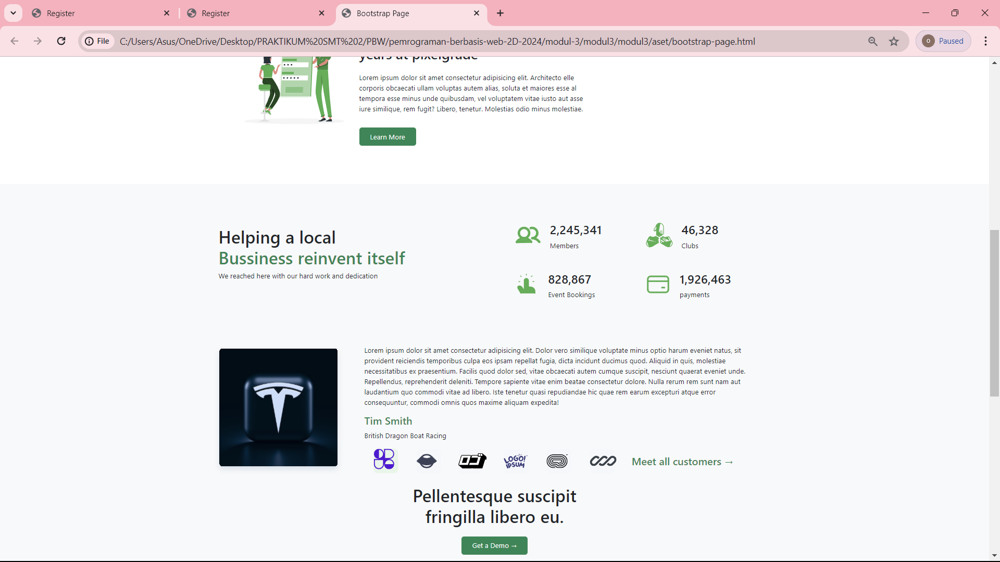 Register
Register
Bootstrap Page
File
C:/Users/Asus/OneDrive/Desktop/PRAKTIKUM%20SMT%202/PBW/pemrograman-berbasis-web-2D-2024/modul-3/modul3/modul3/aset/bootstrap-page.html
O
Paused
years at pixelgrade
Lorem ipsum dolor sit amet consectetur adipisicing elit. Architecto elle
corporis obcaecati ullam voluptas autem alias, soluta et maiores esse al
tempora esse minus unde quibusdam, vel voluptatem vitae iusto aut asse
iure similique, rem fugit? Libero, tenetur. Molestias odio minus molestiae.
Learn More
Helping a local
Bussiness reinvent itself
We reached here with our hard work and dedication
2,245,341
Members
46,328
Clubs
828,867
Event Bookings
1,926,463
payments
Lorem ipsum dolor sit amet consectetur adipisicing elit. Dolor vero similique voluptate minus optio harum eveniet natus, sit
provident reiciendis temporibus culpa eos ipsam repellat fugia, dicta incidunt ducimus quod. Aliquid in quis, molestiae
necessitatibus ex praesentium. Facilis quod dolor sed, vitae obcaecati autem cumque suscipit, nesciunt quaerat eveniet unde.
Repellendus, reprehenderit deleniti. Tempore sapiente vitae enim beatae consectetur dolore. Nulla rerum rem sunt nam aut
laudantium quo commodi vitae ad libero. Iste tenetur quasi repudiandae hic quae rem earum excepturi atque error
consequuntur, commodi omnis quos maxime aliquam expedita!
Tim Smith
British Dragon Boat Racing
LOGO!
IPSUM
Meet all customers →
Pellentesque suscipit
fringilla libero eu.
Get a Demo →